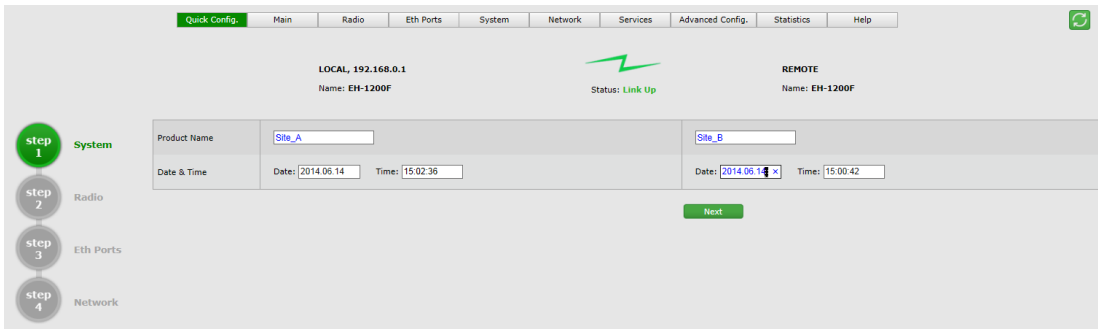 Quick Config. Main Radio Eth Ports System Network Services Advanced Config. Statistics Help
LOCAL, 192.168.0.1
Name: EH-1200F
Status: Link Up
REMOTE
Name: EH-1200F
step 1
System
Product Name Site_A Site_B
Date & Time Date: 2014.06.14 Time: 15:02:36 Date: 2014.06.14 × Time: 15:00:42
step 2
Radio
Next
step 3
Eth Ports
step 4
Network